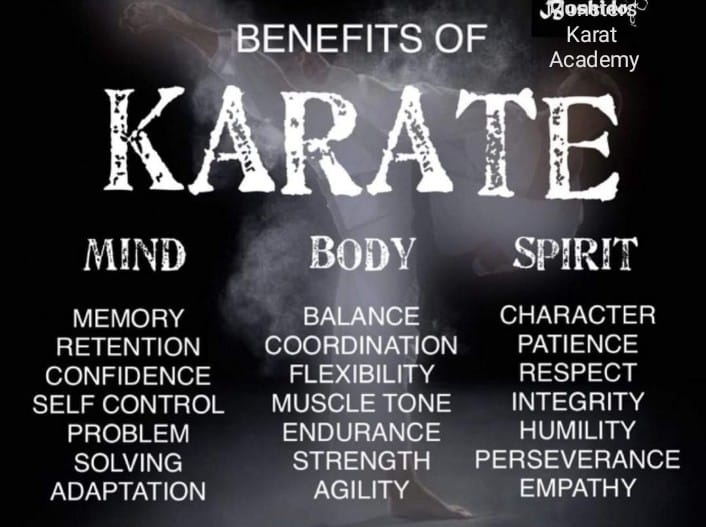 BENEFITS OF
Karat
Academy
KARATE
MIND
MEMORY
RETENTION
CONFIDENCE
SELF CONTROL
PROBLEM
SOLVING
ADAPTATION
BODY
BALANCE
COORDINATION
FLEXIBILITY
MUSCLE TONE
ENDURANCE
STRENGTH
AGILITY
SPIRIT
CHARACTER
PATIENCE
RESPECT
INTEGRITY
HUMILITY
PERSEVERANCE
EMPATHY